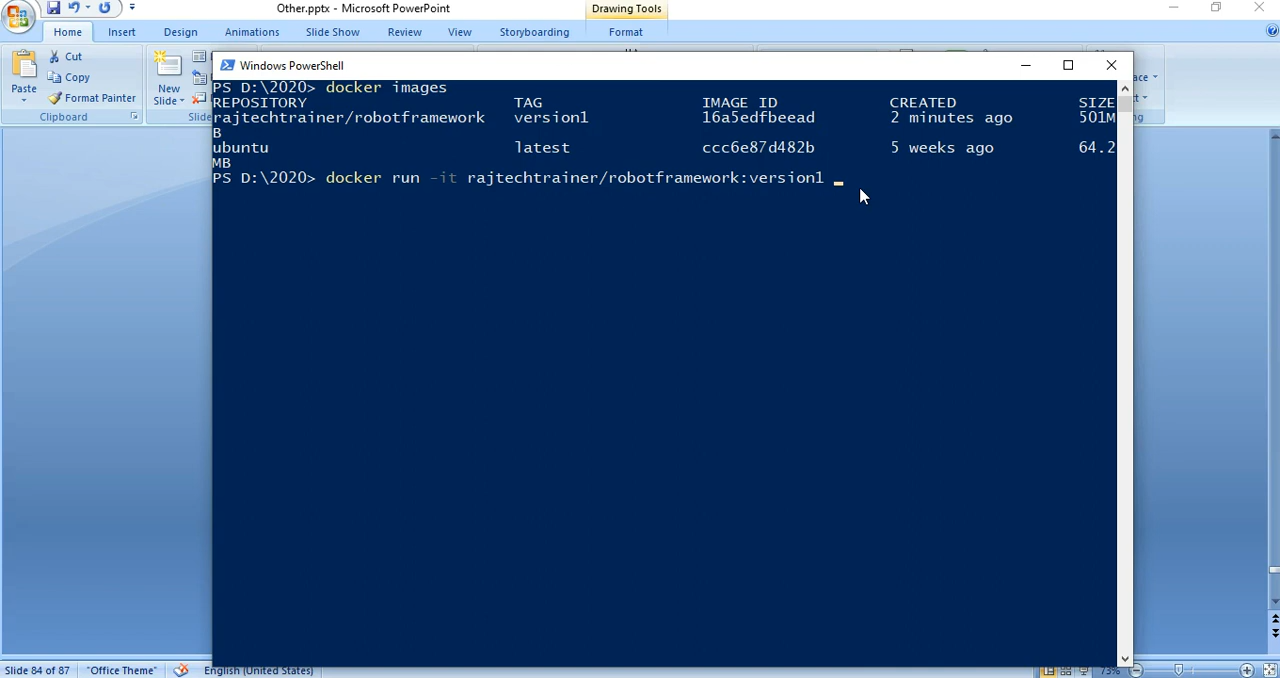 Other.pptx - Microsoft PowerPoint
Drawing Tools
Home Insert Design Animations Slide Show Review View Storyboarding Format
Paste
Cut
Copy
Format Painter
Clipboard
New
Slide
Windows PowerShell
PS D:\2020> docker images
REPOSITORY TAG IMAGE ID CREATED SIZE
rajtechtrainer/robotframework version1 16a5edfbeead 2 minutes ago 501M
B
ubuntu latest ccc6e87d482b 5 weeks ago 64.2
MB
PS D:\2020> docker run -it rajtechtrainer/robotframework:version1
Slide 84 of 87 "Office Theme" English (United States) 73%